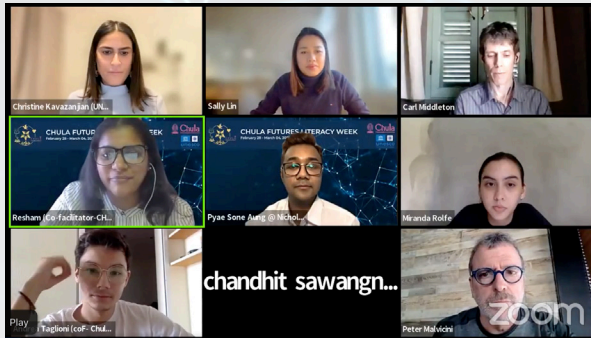 Christine Kavazanjian (UN...
Sally Lin
Carl Middleton
CHULA FUTURES LITERACY WEEK
Chula
CHULA FUTURES LITERACY WEEK
Chula
Resham (Co-facilitator-CH...
Pyae Sone Aung @ Nichol...
Miranda Rolfe
chandhit sawangn...
Play
Taglioni (coF- Chul...
Peter Malvicini
zoom